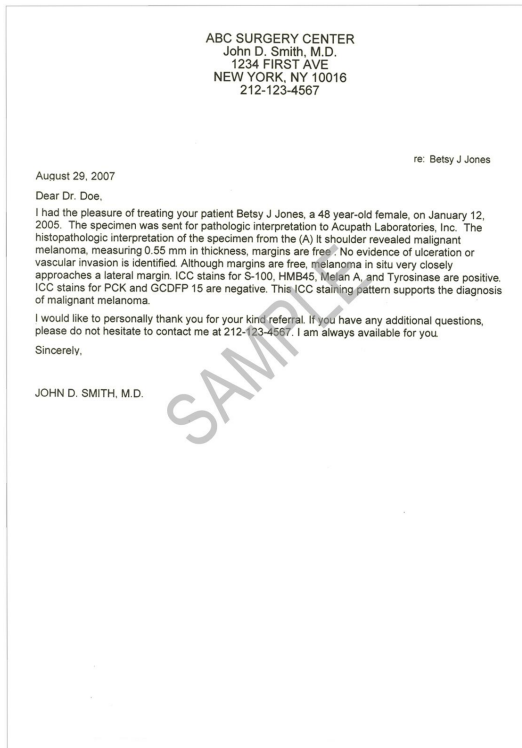 ABC SURGERY CENTER
John D. Smith, M.D.
1234 FIRST AVE
NEW YORK, NY 10016
212-123-4567
re: Betsy J Jones
August 29, 2007
Dear Dr. Doe,
I had the pleasure of treating your patient Betsy J Jones, a 48 year-old female, on January 12,
2005. The specimen was sent for pathologic interpretation to Acupath Laboratories, Inc. The
histopathologic interpretation of the specimen from the (A) lt shoulder revealed malignant
melanoma, measuring 0.55 mm in thickness, margins are free. No evidence of ulceration or
vascular invasion is identified. Although margins are free, melanoma in situ very closely
approaches a lateral margin. ICC stains for S-100, HMB45, Melan A, and Tyrosinase are positive.
ICC stains for PCK and GCDFP 15 are negative. This ICC staining pattern supports the diagnosis
of malignant melanoma.
I would like to personally thank you for your kind referral. If you have any additional questions,
please do not hesitate to contact me at 212-123-4567. I am always available for you.
Sincerely,
JOHN D. SMITH, M.D.
SAMPLE